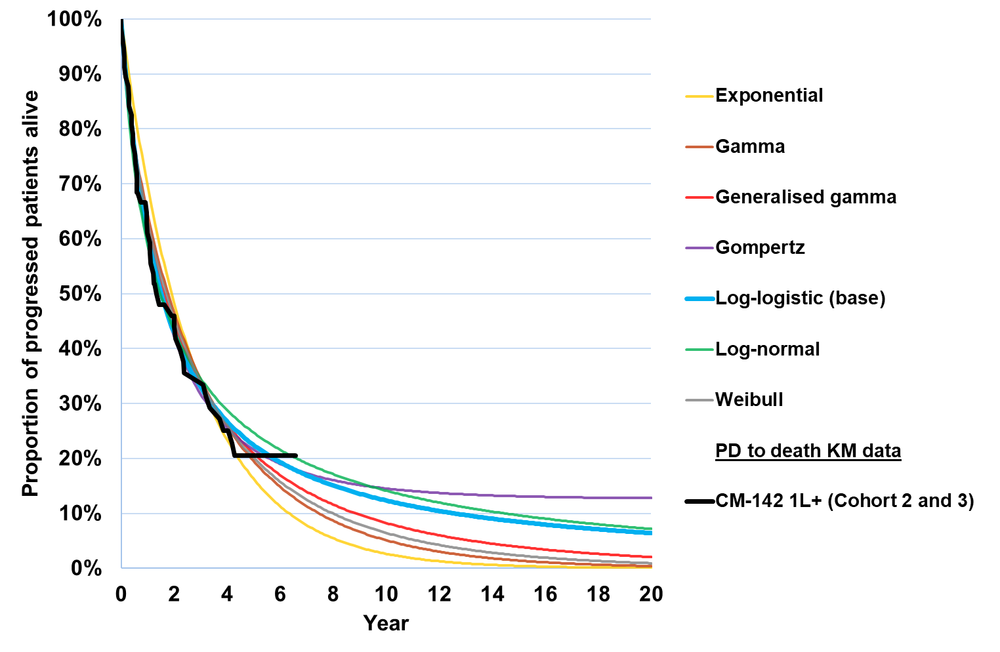 100%
90%
80%
70%
60%
50%
40%
30%
20%
10%
0%
Proportion of progressed patients alive
0 2 4 6 8 10 12 14 16 18 20
Year
Exponential
Gamma
Generalised gamma
Gompertz
Log-logistic (base)
Log-normal
Weibull
PD to death KM data
CM-142 1L+ (Cohort 2 and 3)